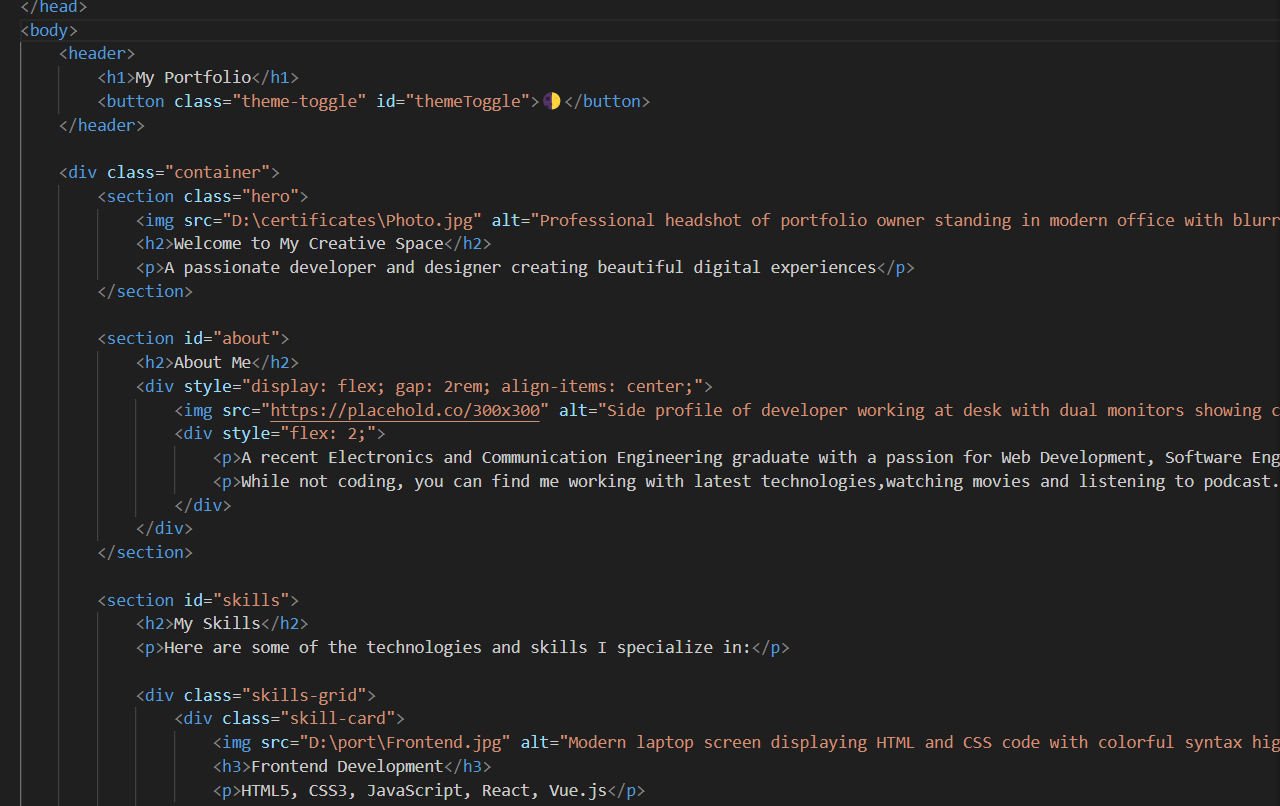 </head>
<body>
<header>
<h1>My Portfolio</h1>
<button class="theme-toggle" id="themeToggle">🌓</button>
</header>
<div class="container">
<section class="hero">
<img src="D:\certificates\Photo.jpg" alt="Professional headshot of portfolio owner standing in modern office with blurr
<h2>Welcome to My Creative Space</h2>
<p>A passionate developer and designer creating beautiful digital experiences</p>
</section>
<section id="about">
<h2>About Me</h2>
<div style="display: flex; gap: 2rem; align-items: center;">
<img src="https://placehold.co/300x300" alt="Side profile of developer working at desk with dual monitors showing c
<div style="flex: 2;">
<p>A recent Electronics and Communication Engineering graduate with a passion for Web Development, Software Eng
<p>While not coding, you can find me working with latest technologies,watching movies and listening to podcast.
</div>
</div>
</section>
<section id="skills">
<h2>My Skills</h2>
<p>Here are some of the technologies and skills I specialize in:</p>
<div class="skills-grid">
<div class="skill-card">
<img src="D:\port\Frontend.jpg" alt="Modern laptop screen displaying HTML and CSS code with colorful syntax hig
<h3>Frontend Development</h3>
<p>HTML5, CSS3, JavaScript, React, Vue.js</p>